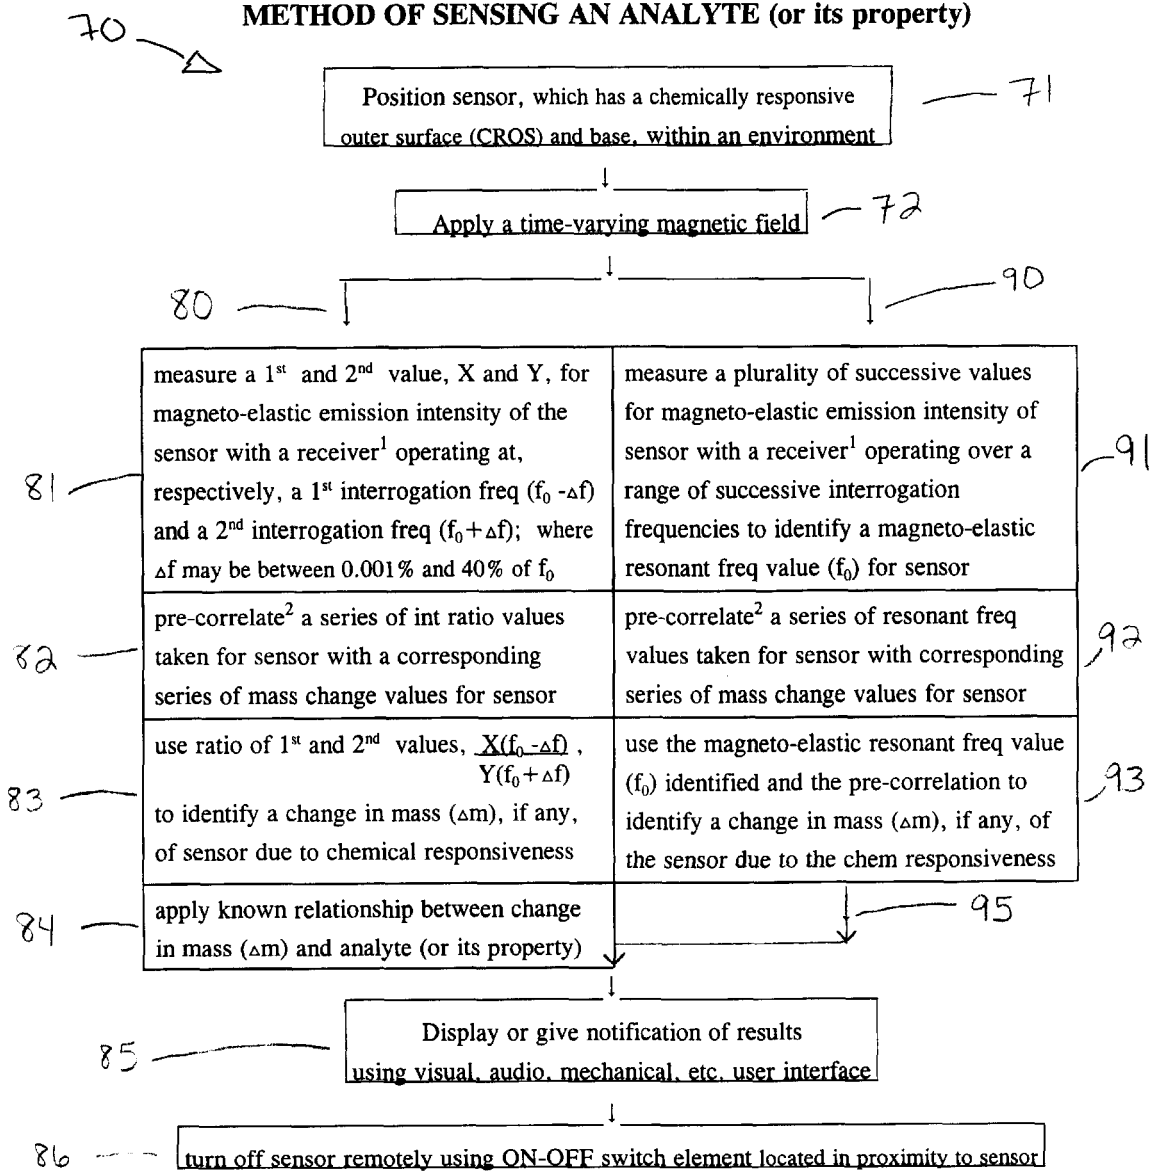 METHOD OF SENSING AN ANALYTE (or its property)
70
Position sensor, which has a chemically responsive
outer surface (CROS) and base, within an environment
71
Apply a time-varying magnetic field
72
80
90
measure a 1st and 2nd value, X and Y, for
magneto-elastic emission intensity of the
sensor with a receiver1 operating at,
respectively, a 1st interrogation freq (f0 -Δf)
and a 2nd interrogation freq (f0+Δf); where
Δf may be between 0.001% and 40% of f0
81
measure a plurality of successive values
for magneto-elastic emission intensity of
sensor with a receiver1 operating over a
range of successive interrogation
frequencies to identify a magneto-elastic
resonant freq value (f0) for sensor
91
pre-correlate2 a series of int ratio values
taken for sensor with a corresponding
series of mass change values for sensor
82
pre-correlate2 a series of resonant freq
values taken for sensor with corresponding
series of mass change values for sensor
92
use ratio of 1st and 2nd values, X(f0 -Δf) ,
Y(f0+Δf)
to identify a change in mass (Δm), if any,
of sensor due to chemical responsiveness
83
use the magneto-elastic resonant freq value
(f0) identified and the pre-correlation to
identify a change in mass (Δm), if any, of
the sensor due to the chem responsiveness
93
apply known relationship between change
in mass (Δm) and analyte (or its property)
84
95
Display or give notification of results
using visual, audio, mechanical, etc. user interface
85
turn off sensor remotely using ON-OFF switch element located in proximity to sensor
86